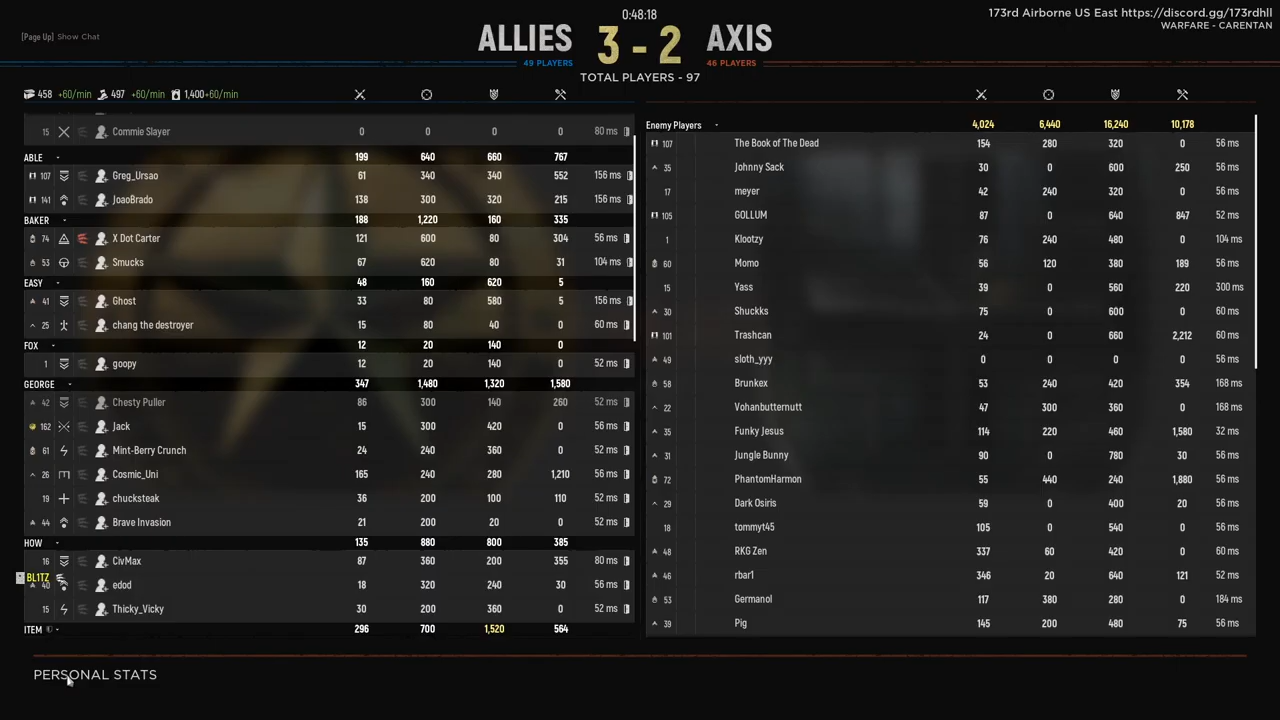 0:48:18
173rd Airborne US East https://discord.gg/173rdhll
WARFARE - CARENTAN
[Page Up] Show Chat
ALLIES 3 - 2 AXIS
49 PLAYERS 46 PLAYERS
TOTAL PLAYERS - 97
458 +60/min 497 +60/min 1,400 +60/min
15 Commie Slayer 0 0 0 0 80 ms
ABLE 199 640 660 767
107 Greg_Ursao 61 340 340 552 156 ms
141 JoaoBrado 138 300 320 215 156 ms
BAKER 188 1,220 160 335
74 X Dot Carter 121 600 80 304 56 ms
53 Smucks 67 620 80 31 104 ms
EASY 48 160 620 5
41 Ghost 33 80 580 5 156 ms
25 chang the destroyer 15 80 40 0 60 ms
FOX 12 20 140 0
1 goopy 12 20 140 0 52 ms
GEORGE 347 1,480 1,320 1,580
42 Chesty Puller 86 300 140 260 52 ms
162 Jack 15 300 420 0 56 ms
61 Mint-Berry Crunch 24 240 360 0 52 ms
26 Cosmic_Uni 165 240 280 1,210 56 ms
19 chucksteak 36 200 100 110 52 ms
44 Brave Invasion 21 200 20 0 52 ms
HOW 135 880 800 385
16 CivMax 87 360 200 355 80 ms
BL1TZ
40 edod 18 320 240 30 56 ms
15 Thicky_Vicky 30 200 360 0 52 ms
ITEM 296 700 1,520 564
Enemy Players 4,024 6,440 16,240 10,178
107 The Book of The Dead 154 280 320 0 56 ms
35 Johnny Sack 30 0 600 250 56 ms
17 meyer 42 240 320 0 56 ms
105 GOLLUM 87 0 640 847 52 ms
1 Klootzy 76 240 480 0 104 ms
60 Momo 56 120 380 189 56 ms
15 Yass 39 0 560 220 300 ms
30 Shuckks 75 0 600 0 60 ms
101 Trashcan 24 0 660 2,212 60 ms
49 sloth_yyy 0 0 0 0 56 ms
58 Brunkex 53 240 420 354 168 ms
22 Vohanbutternutt 47 300 360 0 168 ms
35 Funky Jesus 114 220 460 1,580 32 ms
31 Jungle Bunny 90 0 780 30 56 ms
72 PhantomHarmon 55 440 240 1,880 56 ms
29 Dark Osiris 59 0 400 20 56 ms
18 tommyt45 105 0 540 0 56 ms
48 RKG Zen 337 60 420 0 60 ms
46 rbar1 346 20 640 121 52 ms
53 Germanol 117 380 280 0 184 ms
39 Pig 145 200 480 75 56 ms
PERSONAL STATS